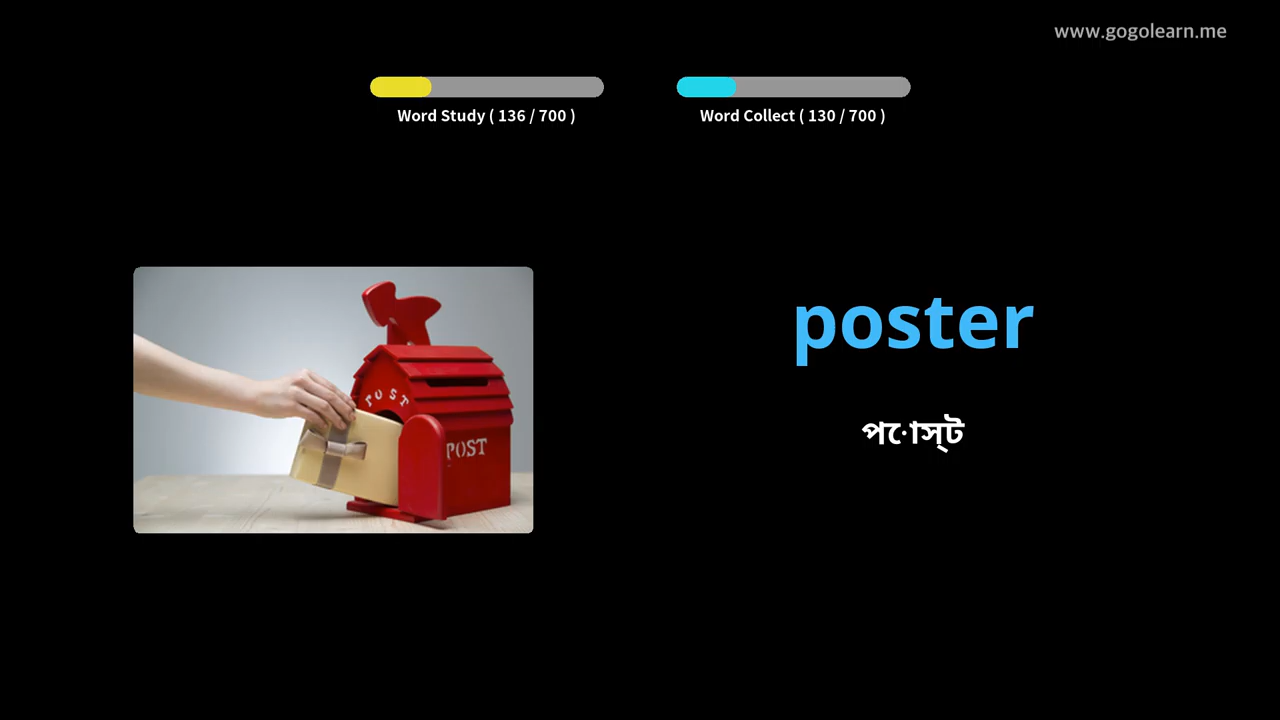 www.gogolearn.me
Word Study ( 136 / 700 )
Word Collect ( 130 / 700 )
poster
পোস্ট
POST
POST